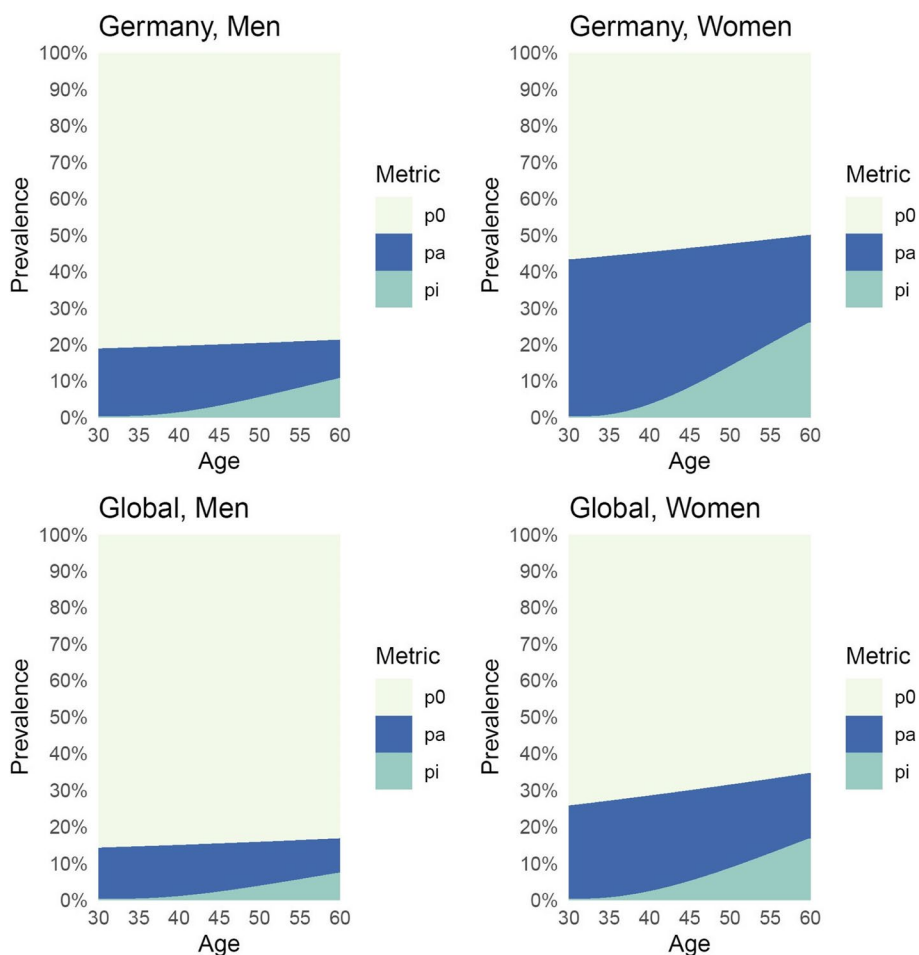 Germany, Men
100%
90%
80%
70%
60%
50%
40%
30%
20%
10%
0%
Prevalence
30 35 40 45 50 55 60
Age
Metric
p0
pa
pi
Germany, Women
100%
90%
80%
70%
60%
50%
40%
30%
20%
10%
0%
Prevalence
30 35 40 45 50 55 60
Age
Metric
p0
pa
pi
Global, Men
100%
90%
80%
70%
60%
50%
40%
30%
20%
10%
0%
Prevalence
30 35 40 45 50 55 60
Age
Metric
p0
pa
pi
Global, Women
100%
90%
80%
70%
60%
50%
40%
30%
20%
10%
0%
Prevalence
30 35 40 45 50 55 60
Age
Metric
p0
pa
pi